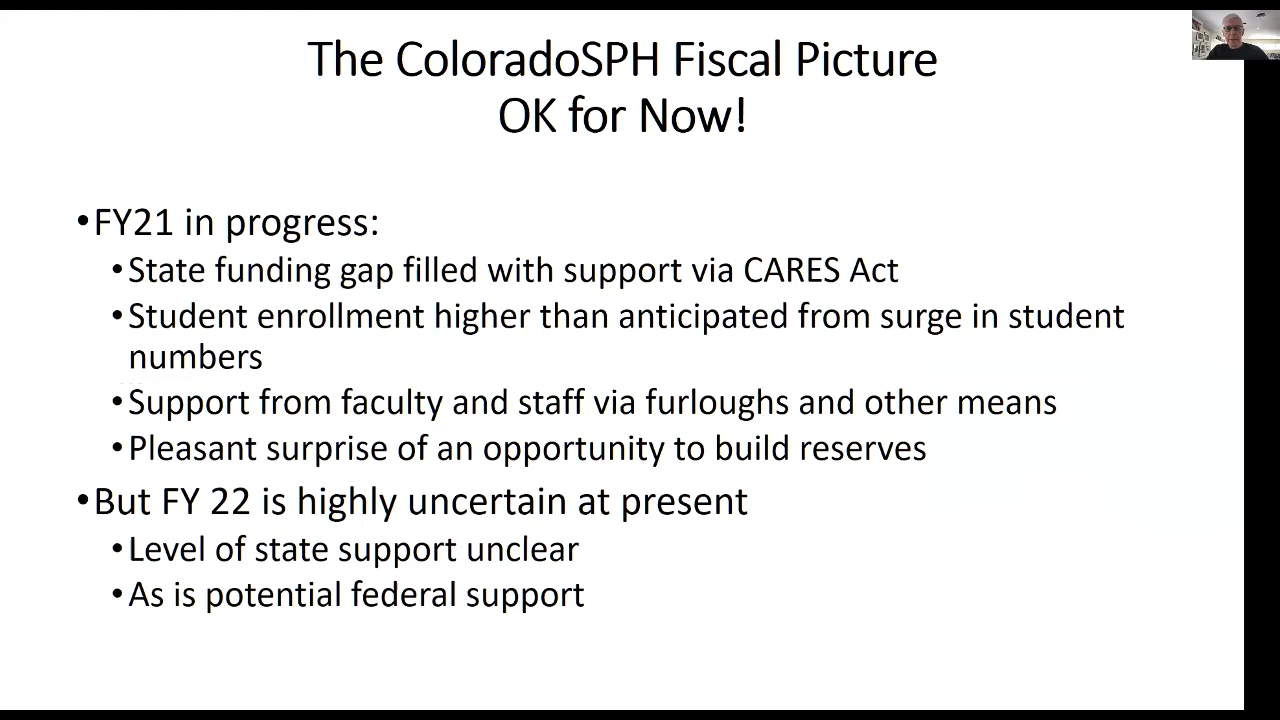 The ColoradoSPH Fiscal Picture
OK for Now!
•FY21 in progress:
•State funding gap filled with support via CARES Act
•Student enrollment higher than anticipated from surge in student
numbers
•Support from faculty and staff via furloughs and other means
•Pleasant surprise of an opportunity to build reserves
•But FY 22 is highly uncertain at present
•Level of state support unclear
•As is potential federal support